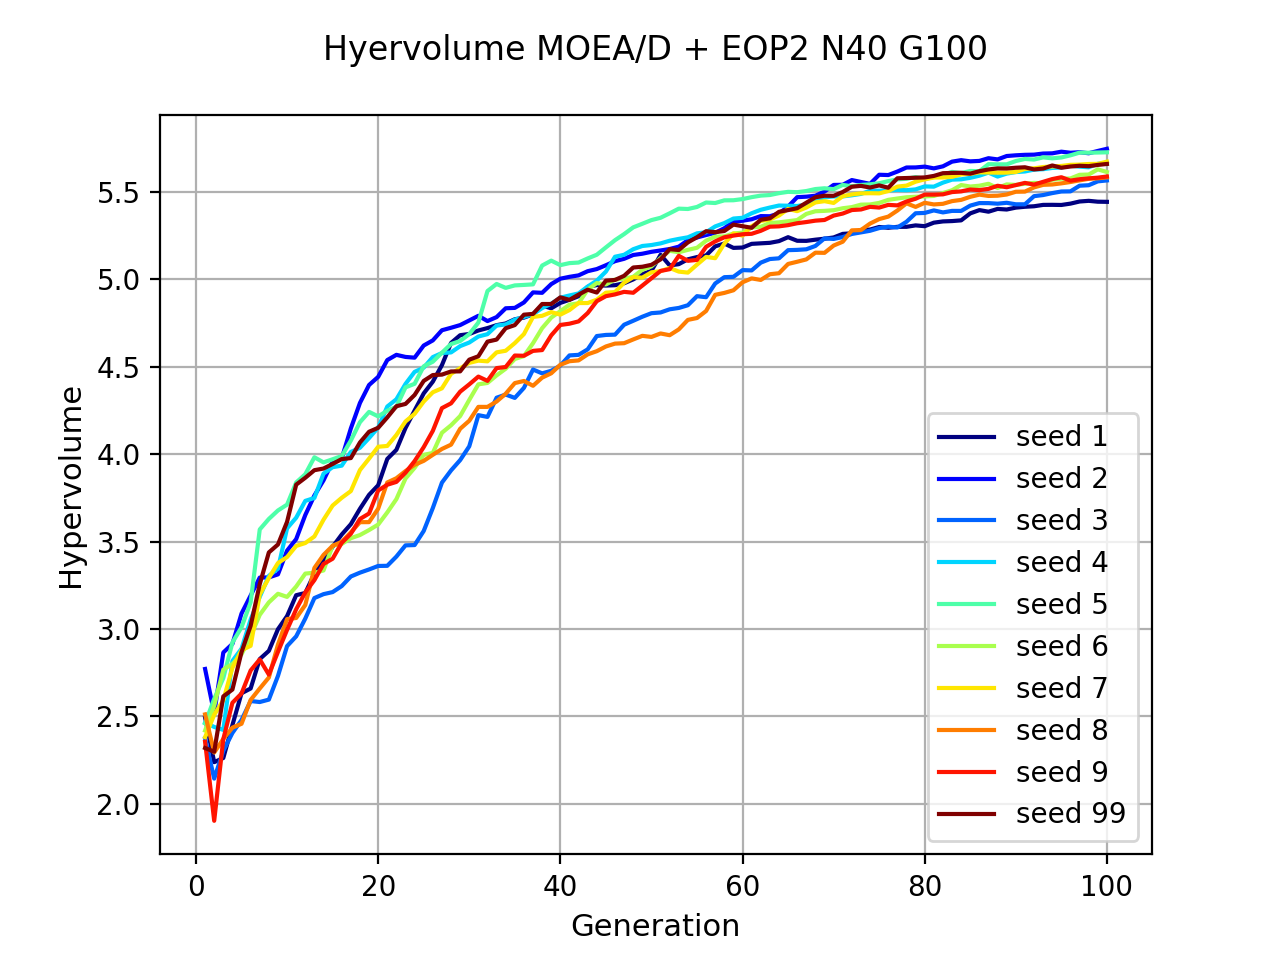 Hyervolume MOEA/D + EOP2 N40 G100
5.5
5.0
4.5
4.0
3.5
3.0
2.5
2.0
Hypervolume
seed 1
seed 2
seed 3
seed 4
seed 5
seed 6
seed 7
seed 8
seed 9
seed 99
0 20 40 60 80 100
Generation